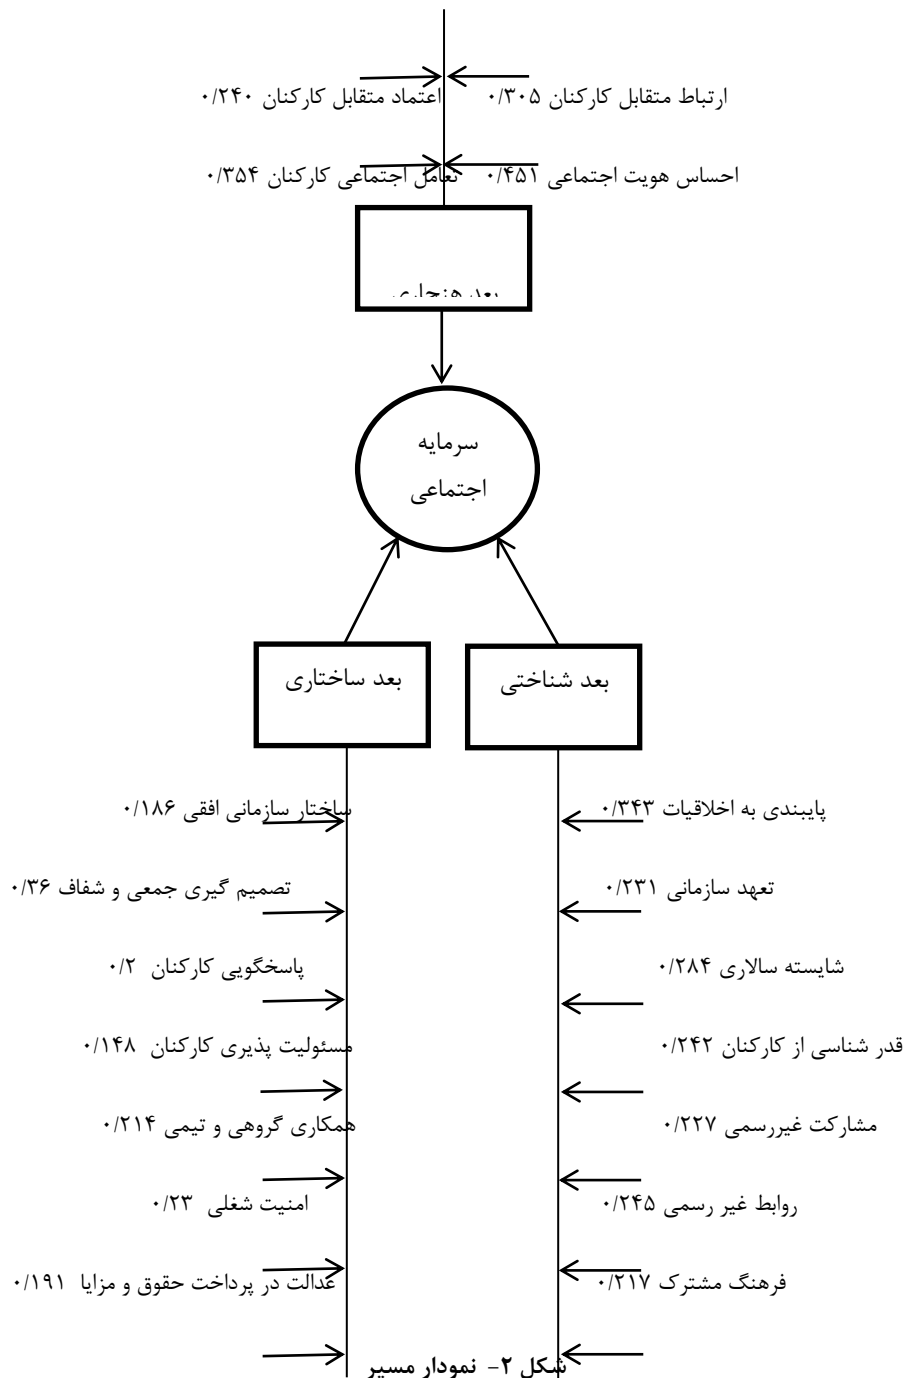 ارتباط متقابل کارکنان ۰/۳۰۵
اعتماد متقابل کارکنان ۰/۲۴۰
احساس هویت اجتماعی ۰/۴۵۱
تعامل اجتماعی کارکنان ۰/۳۵۴
بعد هنجاری
سرمایه
اجتماعی
بعد شناختی
بعد ساختاری
پایبندی به اخلاقیات ۰/۳۴۳
ساختار سازمانی افقی ۰/۱۸۶
تعهد سازمانی ۰/۲۳۱
تصمیم گیری جمعی و شفاف ۰/۳۶
شایسته سالاری ۰/۲۸۴
پاسخگویی کارکنان ۰/۲
قدر شناسی از کارکنان ۰/۲۴۲
مسئولیت پذیری کارکنان ۰/۱۴۸
مشارکت غیررسمی ۰/۲۲۷
همکاری گروهی و تیمی ۰/۲۱۴
روابط غیر رسمی ۰/۲۴۵
امنیت شغلی ۰/۲۳
فرهنگ مشترک ۰/۲۱۷
عدالت در پرداخت حقوق و مزایا ۰/۱۹۱
شکل ۲- نمودار مسیر